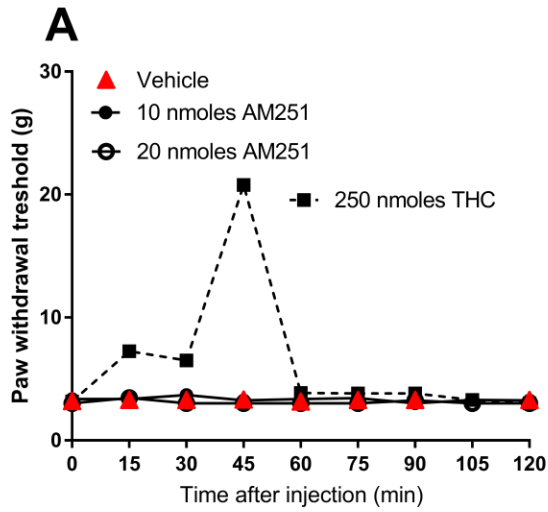 A
30
Vehicle
10 nmoles AM251
20 nmoles AM251
20
250 nmoles THC
10
0
Paw withdrawal treshold (g)
0 15 30 45 60 75 90 105 120
Time after injection (min)